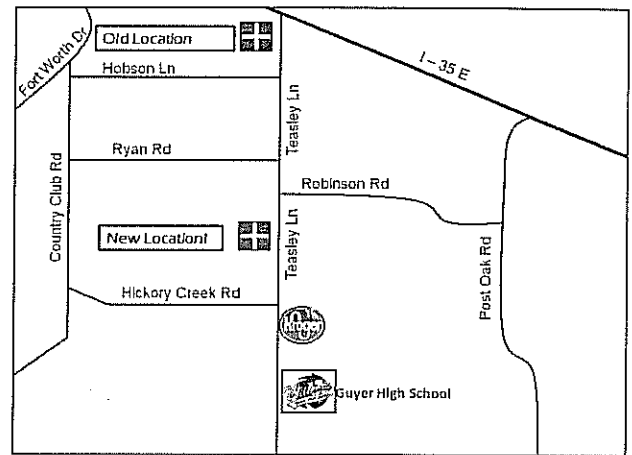 Old Location
Fort Worth Dr
I-35 E
Hobson Ln
Teasley Ln
Ryan Rd
Country Club Rd
Robinson Rd
New Location!
Teasley Ln
Post Oak Rd
Hickory Creek Rd
Guyer High School